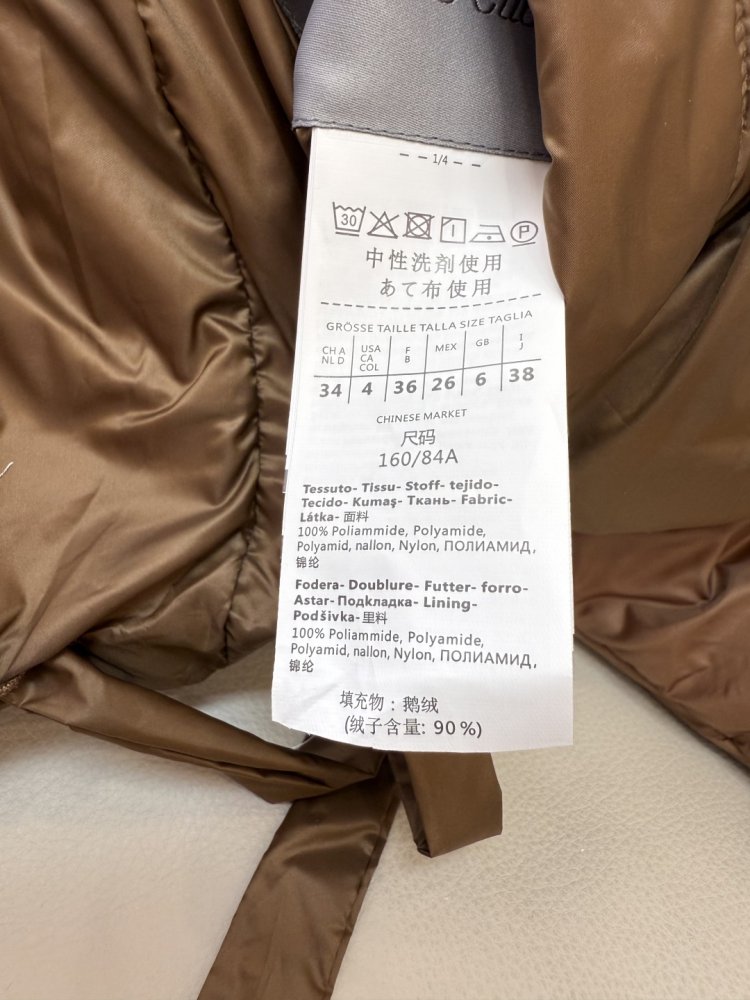 1/4
30 I P
中性洗剤使用
あて布使用
GRÖSSE TAILLE TALLA SIZE TAGLIA
CH A NL D USA CA COL F B MEX GB I J
34 4 36 26 6 38
CHINESE MARKET
尺码
160/84A
Tessuto- Tissu- Stoff- tejido-
Tecido- Kumaş- Ткань- Fabric-
Látka- 面料
100% Poliammide, Polyamide,
Polyamid, nallon, Nylon, ПОЛИАМИД,
锦纶
Fodera- Doublure- Futter- forro-
Astar- Подкладка- Lining-
Podšívka- 里料
100% Poliammide, Polyamide,
Polyamid, nallon, Nylon, ПОЛИАМИД,
锦纶
填充物：鹅绒
(绒子含量: 90%)